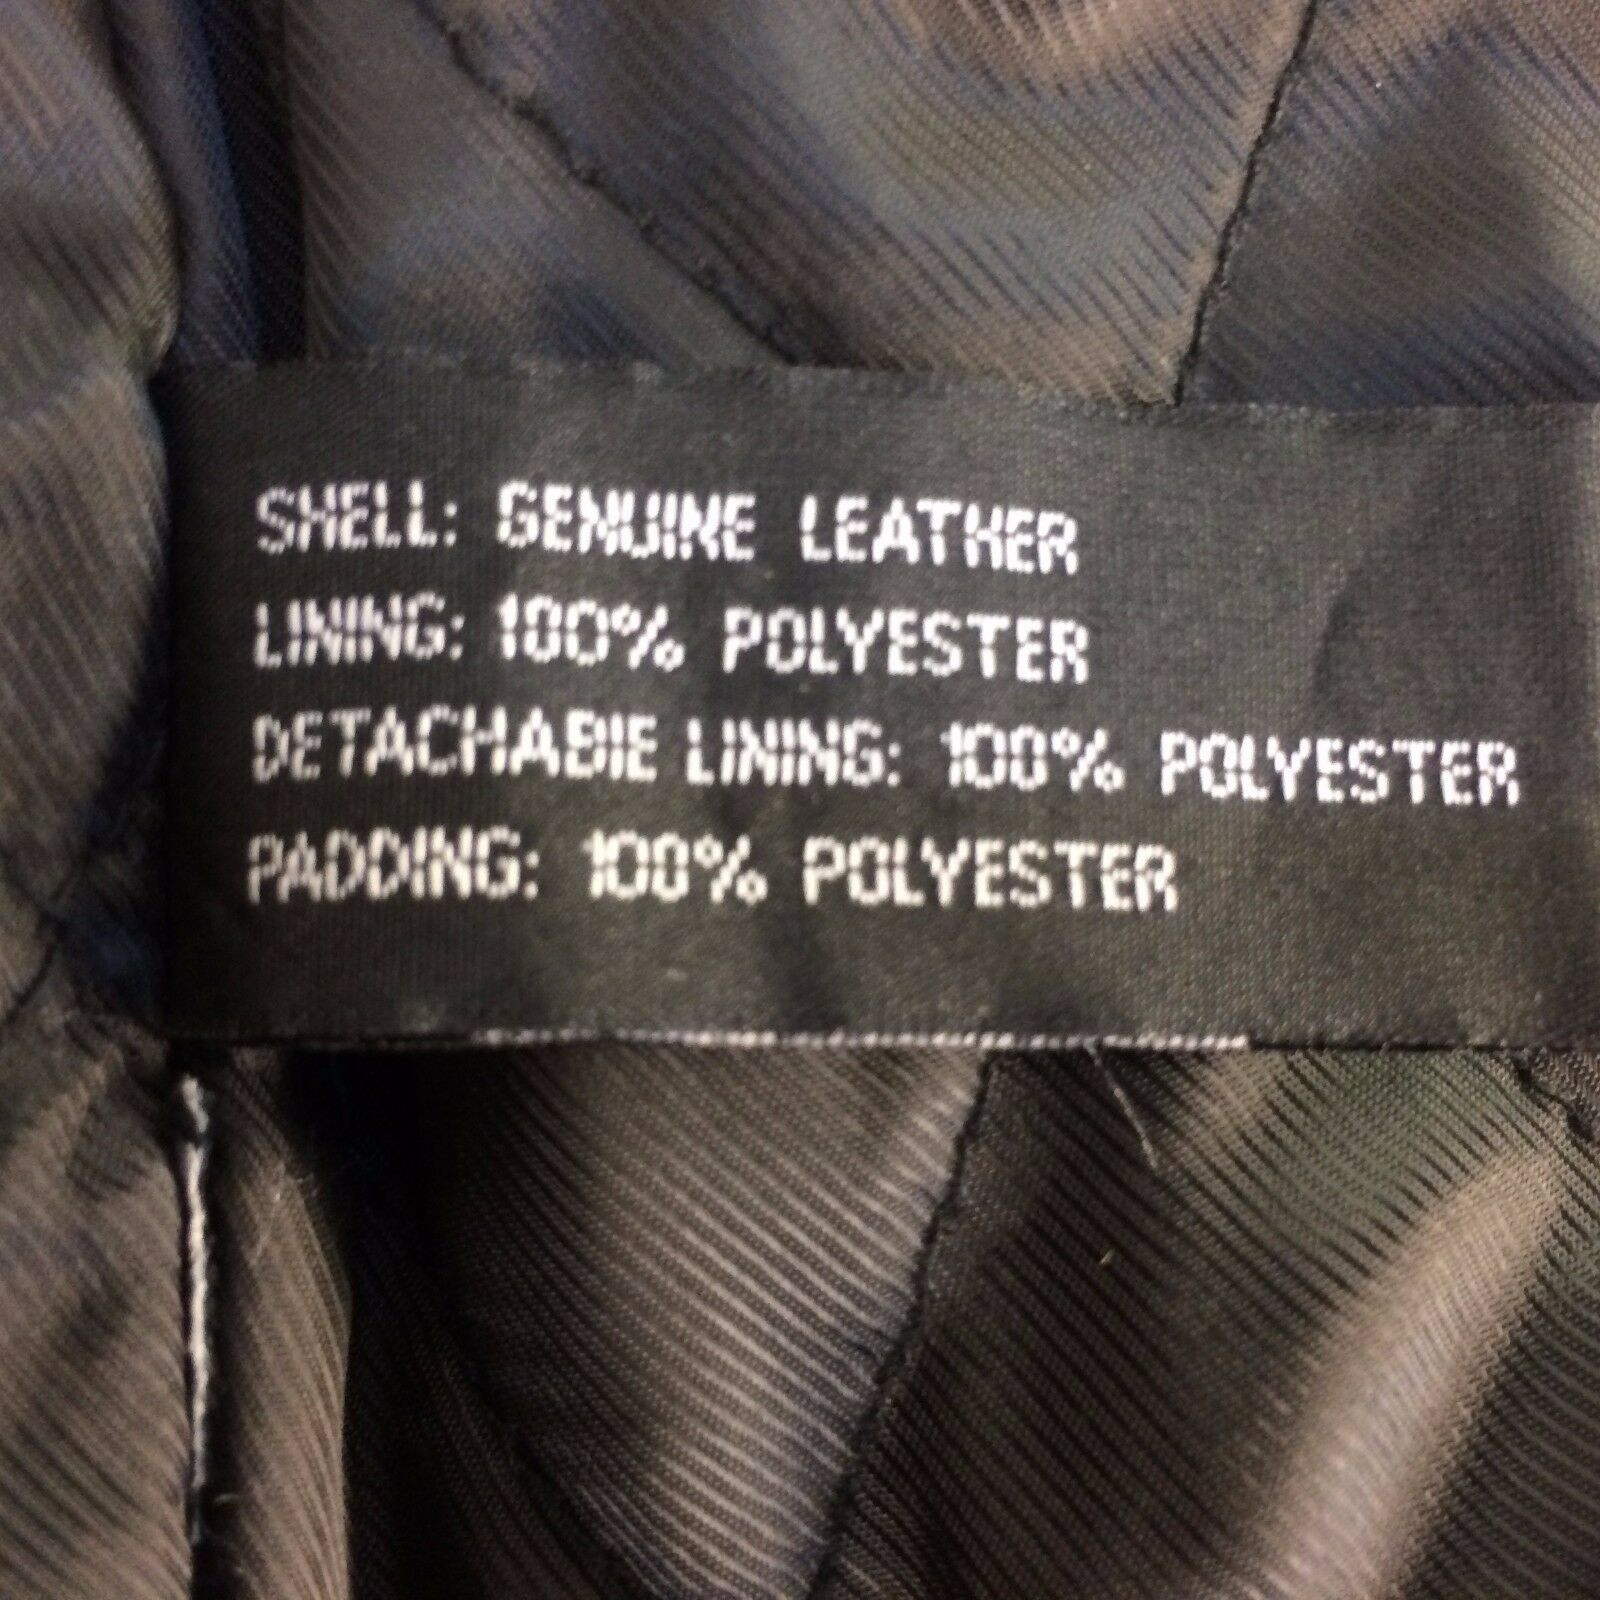 SHELL: GENUINE LEATHER
LINING: 100% POLYESTER
DETACHABIE LINING: 100% POLYESTER
PADDING: 100% POLYESTER